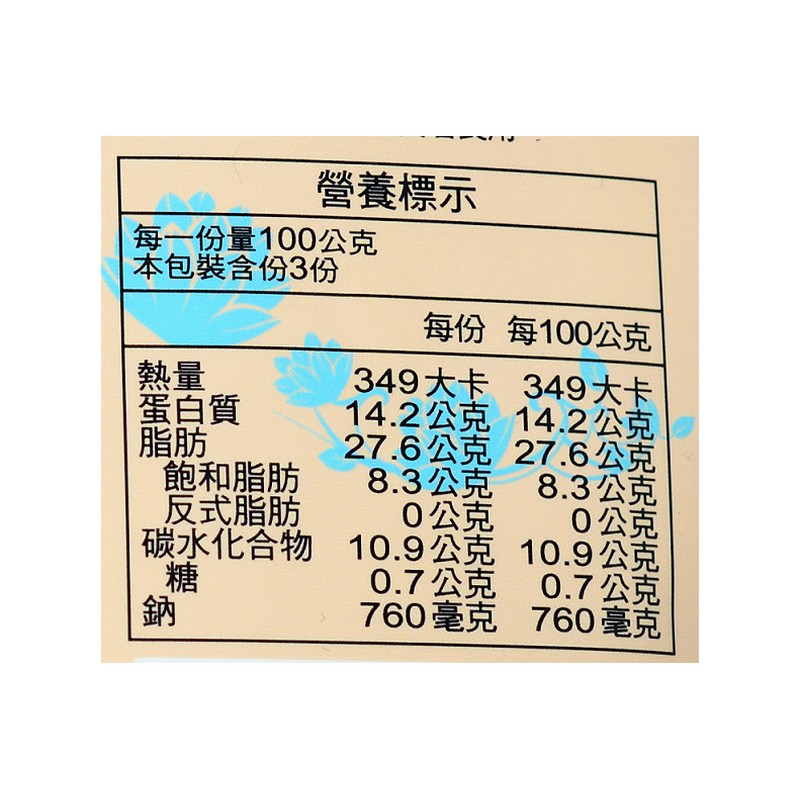 營養標示
每一份量100公克
本包裝含份3份
每份 每100公克
熱量 349大卡 349大卡
蛋白質 14.2公克 14.2公克
脂肪 27.6公克 27.6公克
飽和脂肪 8.3公克 8.3公克
反式脂肪 0公克 0公克
碳水化合物 10.9公克 10.9公克
糖 0.7公克 0.7公克
鈉 760毫克 760毫克